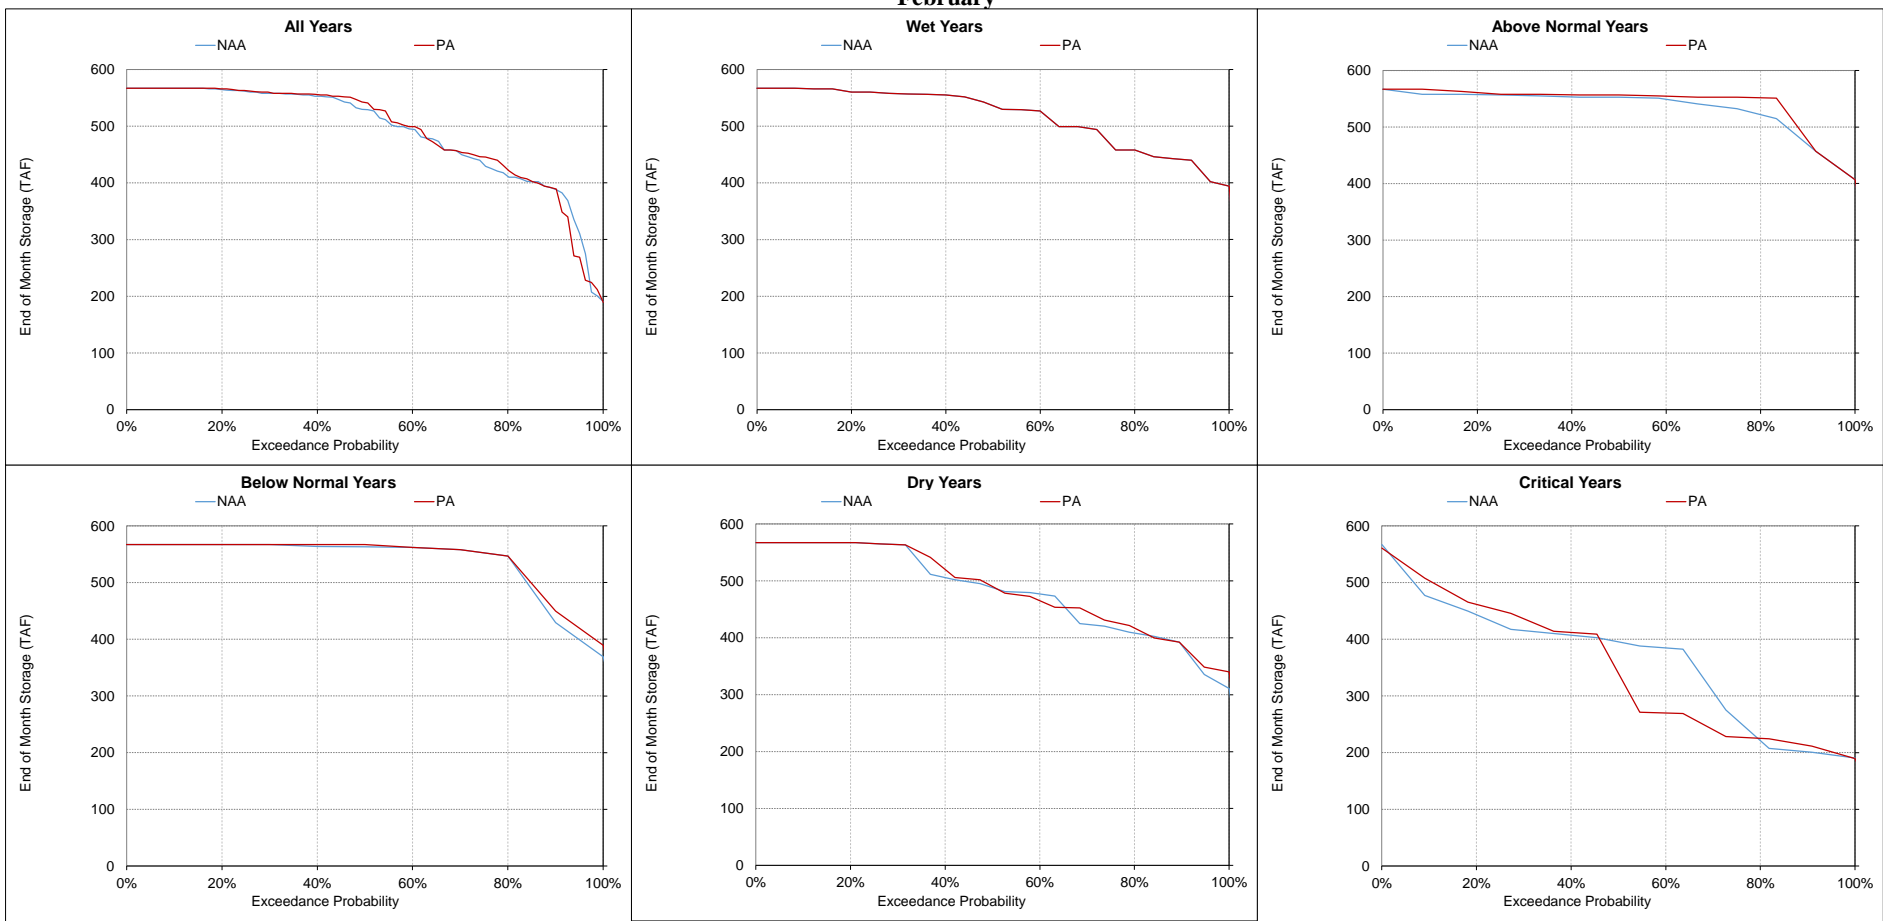 February
All Years
NAA PA
End of Month Storage (TAF)
600
500
400
300
200
100
0
0% 20% 40% 60% 80% 100%
Exceedance Probability
Wet Years
NAA PA
End of Month Storage (TAF)
600
500
400
300
200
100
0
0% 20% 40% 60% 80% 100%
Exceedance Probability
Above Normal Years
NAA PA
End of Month Storage (TAF)
600
500
400
300
200
100
0
0% 20% 40% 60% 80% 100%
Exceedance Probability
Below Normal Years
NAA PA
End of Month Storage (TAF)
600
500
400
300
200
100
0
0% 20% 40% 60% 80% 100%
Exceedance Probability
Dry Years
NAA PA
End of Month Storage (TAF)
600
500
400
300
200
100
0
0% 20% 40% 60% 80% 100%
Exceedance Probability
Critical Years
NAA PA
End of Month Storage (TAF)
600
500
400
300
200
100
0
0% 20% 40% 60% 80% 100%
Exceedance Probability